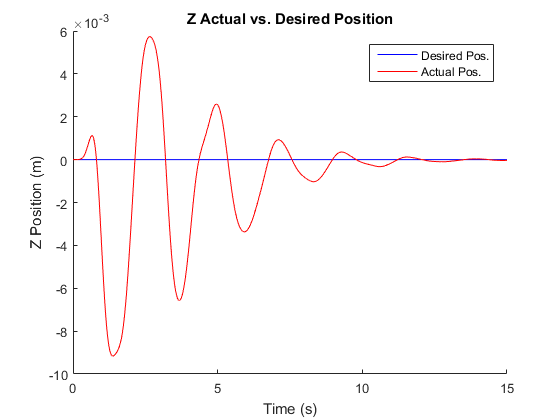 Z Actual vs. Desired Position
×10⁻³
6
4
2
0
-2
-4
-6
-8
-10
Z Position (m)
Desired Pos.
Actual Pos.
0 5 10 15
Time (s)